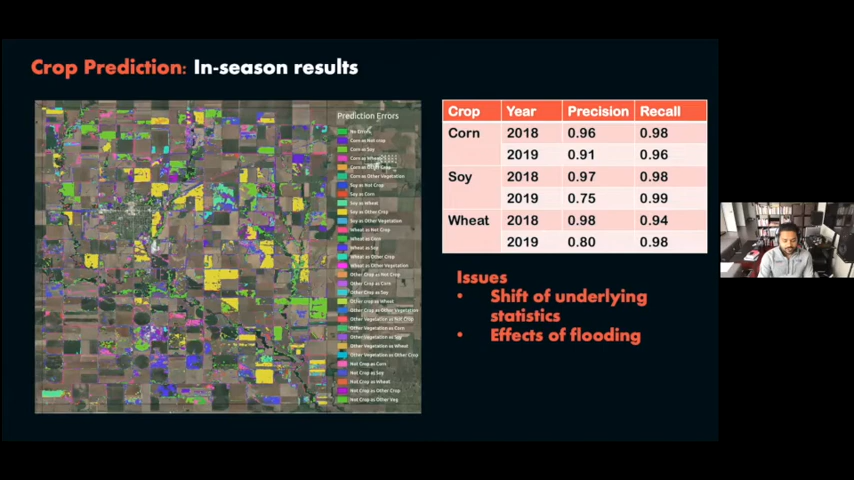 Crop Prediction: In-season results
Prediction Errors
No Errors
Corn as Not crop
Corn as Soy
Corn as Wheat
Corn as Other Crop
Corn as Other Vegetation
Soy as Not Crop
Soy as Corn
Soy as Wheat
Soy as Other Crop
Soy as Other Vegetation
Wheat as Not Crop
Wheat as Corn
Wheat as Soy
Wheat as Other Crop
Wheat as Other Vegetation
Other Crop as Not Crop
Other Crop as Corn
Other Crop as Soy
Other crop as Wheat
Other Crop as Other Vegetation
Other Vegetation as Not Crop
Other Vegetation as Corn
Other Vegetation as Soy
Other Vegetation as Wheat
Other Vegetation as Other Crop
Not Crop as Corn
Not Crop as Soy
Not Crop as Wheat
Not Crop as Other Crop
Not Crop as Other Veg
Crop Year Precision Recall
Corn 2018 0.96 0.98
2019 0.91 0.96
Soy 2018 0.97 0.98
2019 0.75 0.99
Wheat 2018 0.98 0.94
2019 0.80 0.98
Issues
• Shift of underlying
statistics
• Effects of flooding